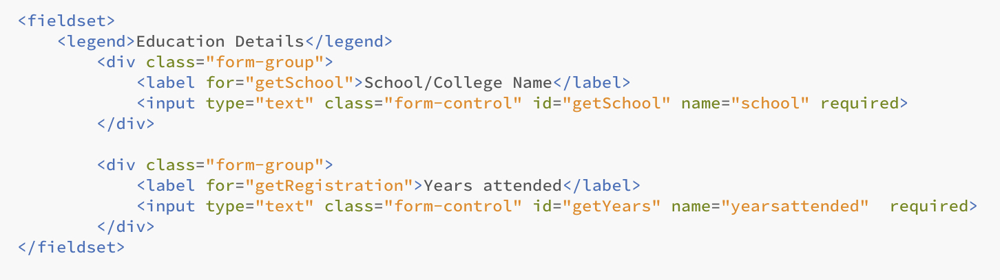 <fieldset>
    <legend>Education Details</legend>
        <div class="form-group">
            <label for="getSchool">School/College Name</label>
            <input type="text" class="form-control" id="getSchool" name="school" required>
        </div>

        <div class="form-group">
            <label for="getRegistration">Years attended</label>
            <input type="text" class="form-control" id="getYears" name="yearsattended"  required>
        </div>
</fieldset>